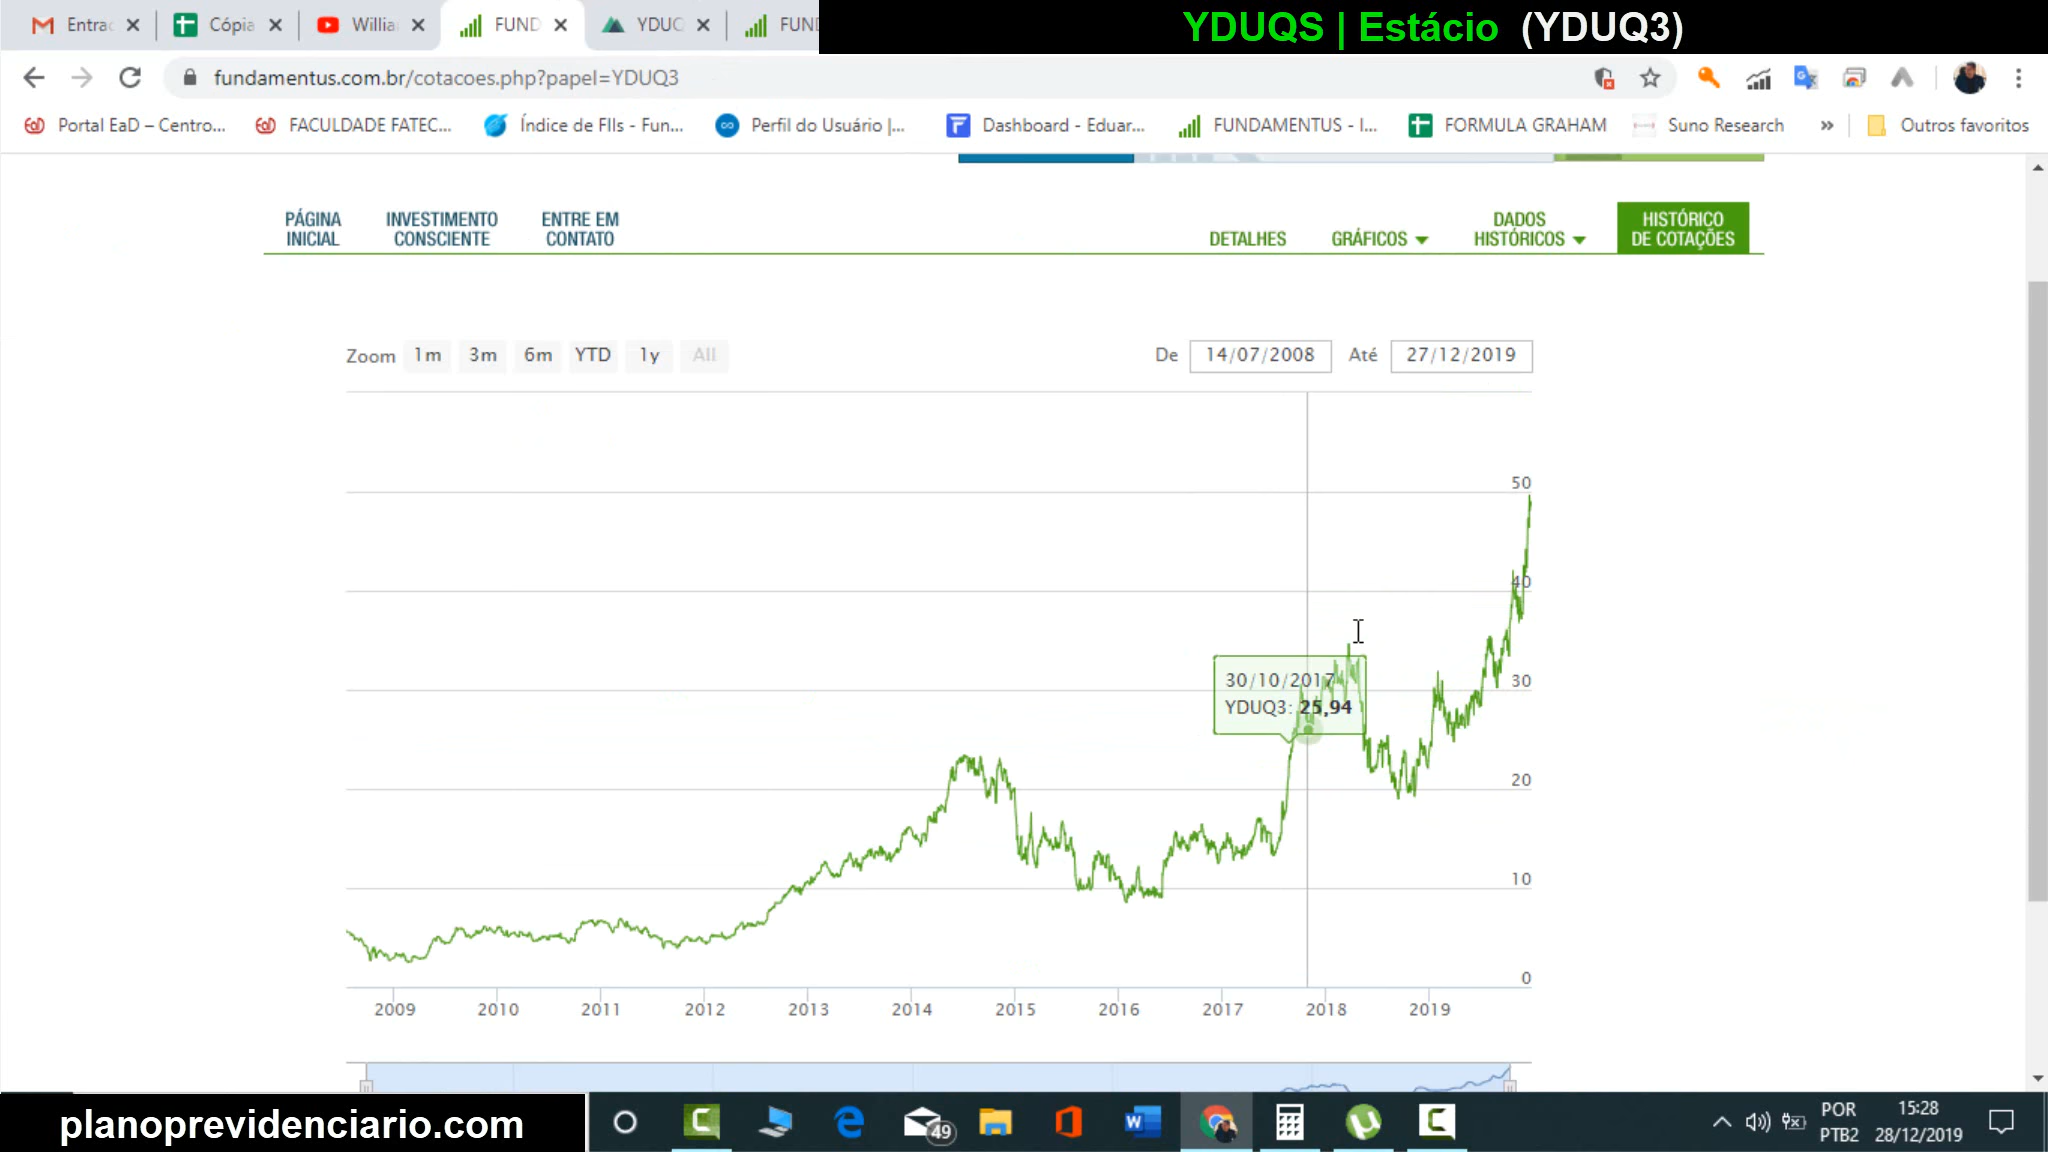 Entrac
Cópia
Willia
FUND
YDUC
FUN
YDUQS | Estácio (YDUQ3)
fundamentus.com.br/cotacoes.php?papel=YDUQ3
Portal EaD – Centro...
FACULDADE FATEC...
Índice de FIIs - Fun...
Perfil do Usuário |...
Dashboard - Eduar...
FUNDAMENTUS - I...
FORMULA GRAHAM
Suno Research
»
Outros favoritos
PÁGINA
INICIAL
INVESTIMENTO
CONSCIENTE
ENTRE EM
CONTATO
DETALHES
GRÁFICOS
DADOS
HISTÓRICOS
HISTÓRICO
DE COTAÇÕES
Zoom 1m 3m 6m YTD 1y All
De 14/07/2008 Até 27/12/2019
50
40
30/10/2017
30
YDUQ3: 25,94
20
10
0
2009 2010 2011 2012 2013 2014 2015 2016 2017 2018 2019
planoprevidenciario.com
49
POR
PTB2
15:28
28/12/2019